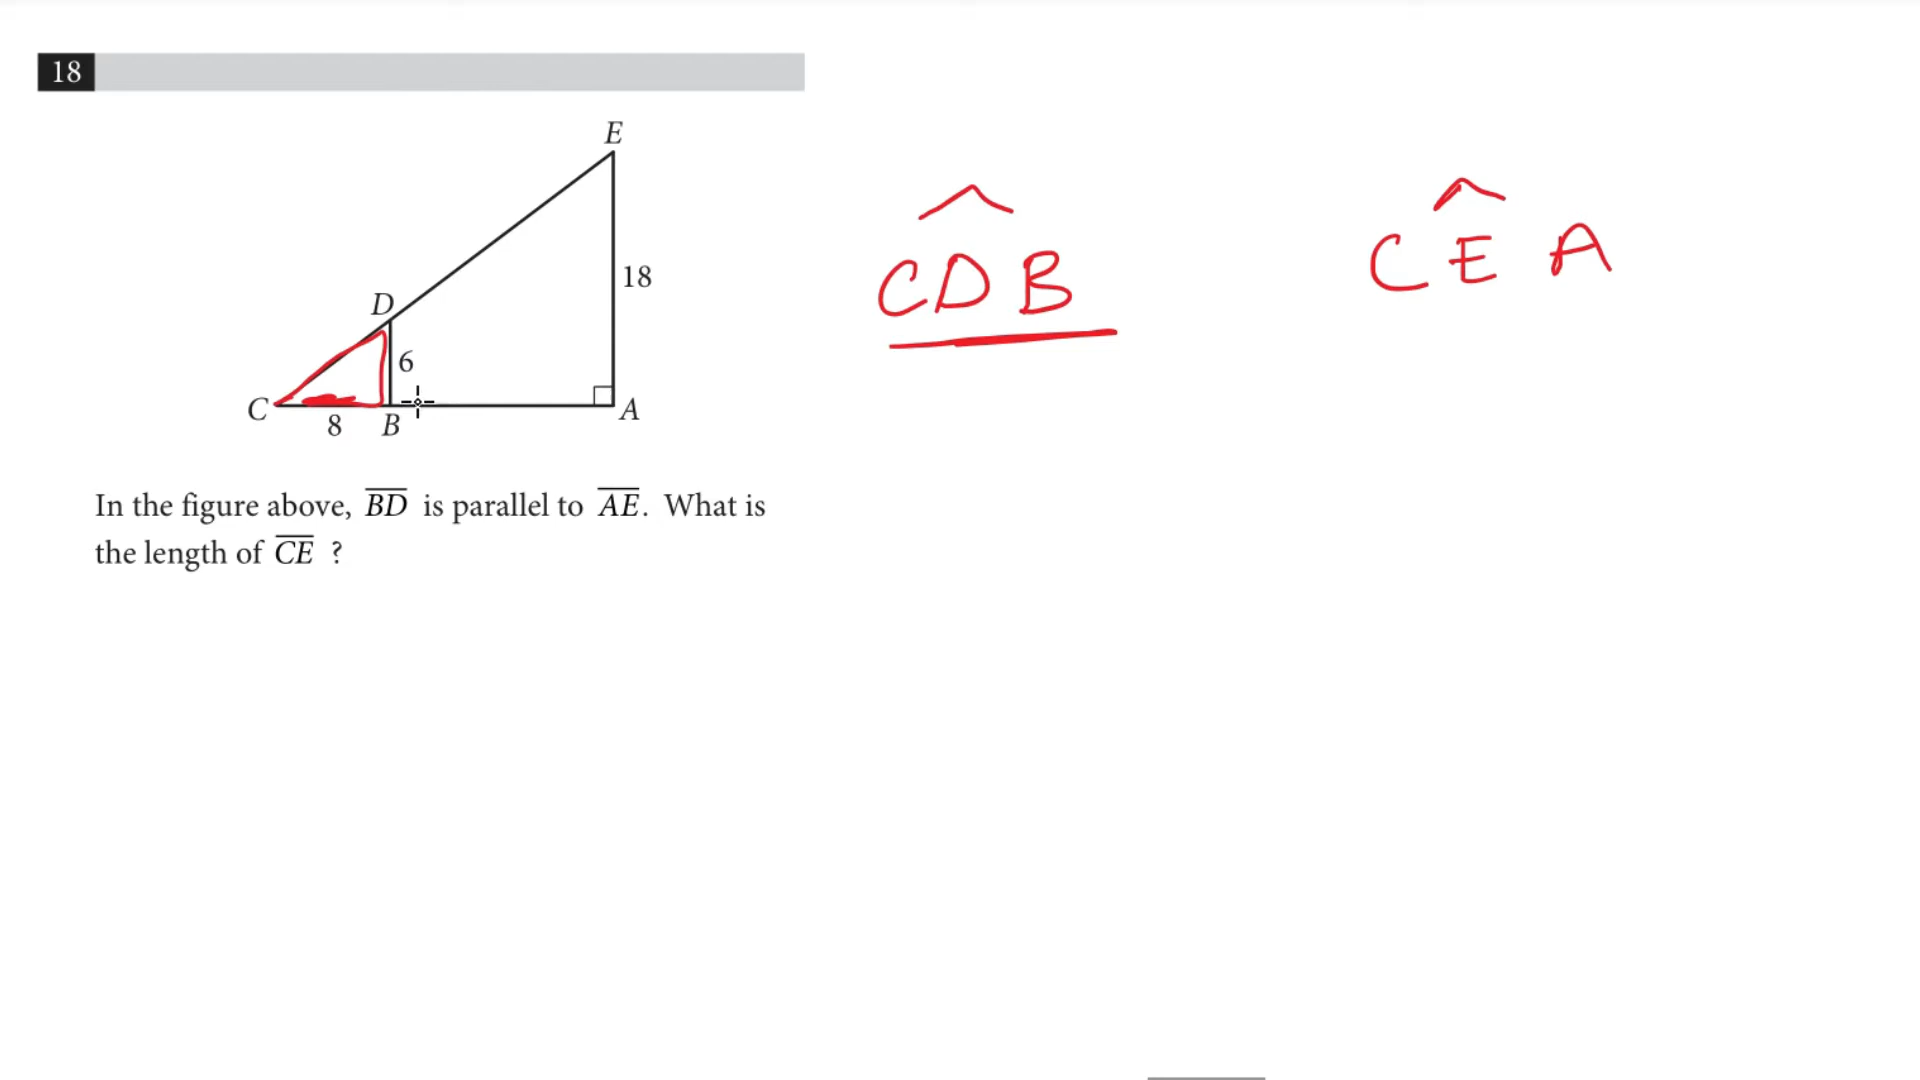 18
E
18
D
6
C
8
B
A
In the figure above, BD is parallel to AE. What is
the length of CE ?
CDB
CEA